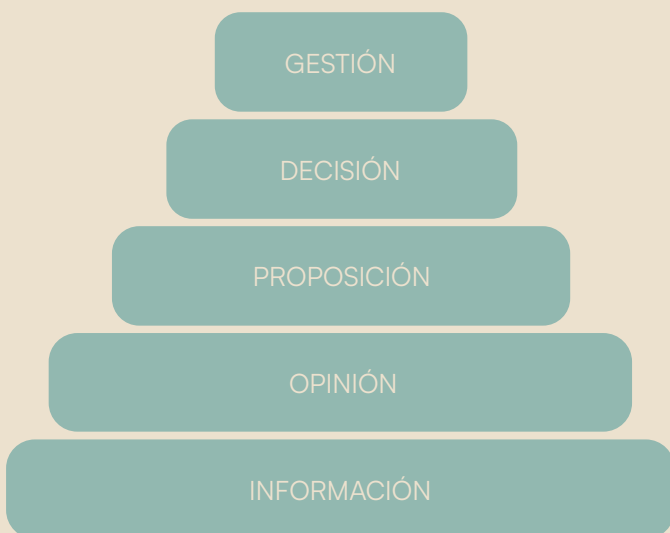 GESTIÓN
DECISIÓN
PROPOSICIÓN
OPINIÓN
INFORMACIÓN